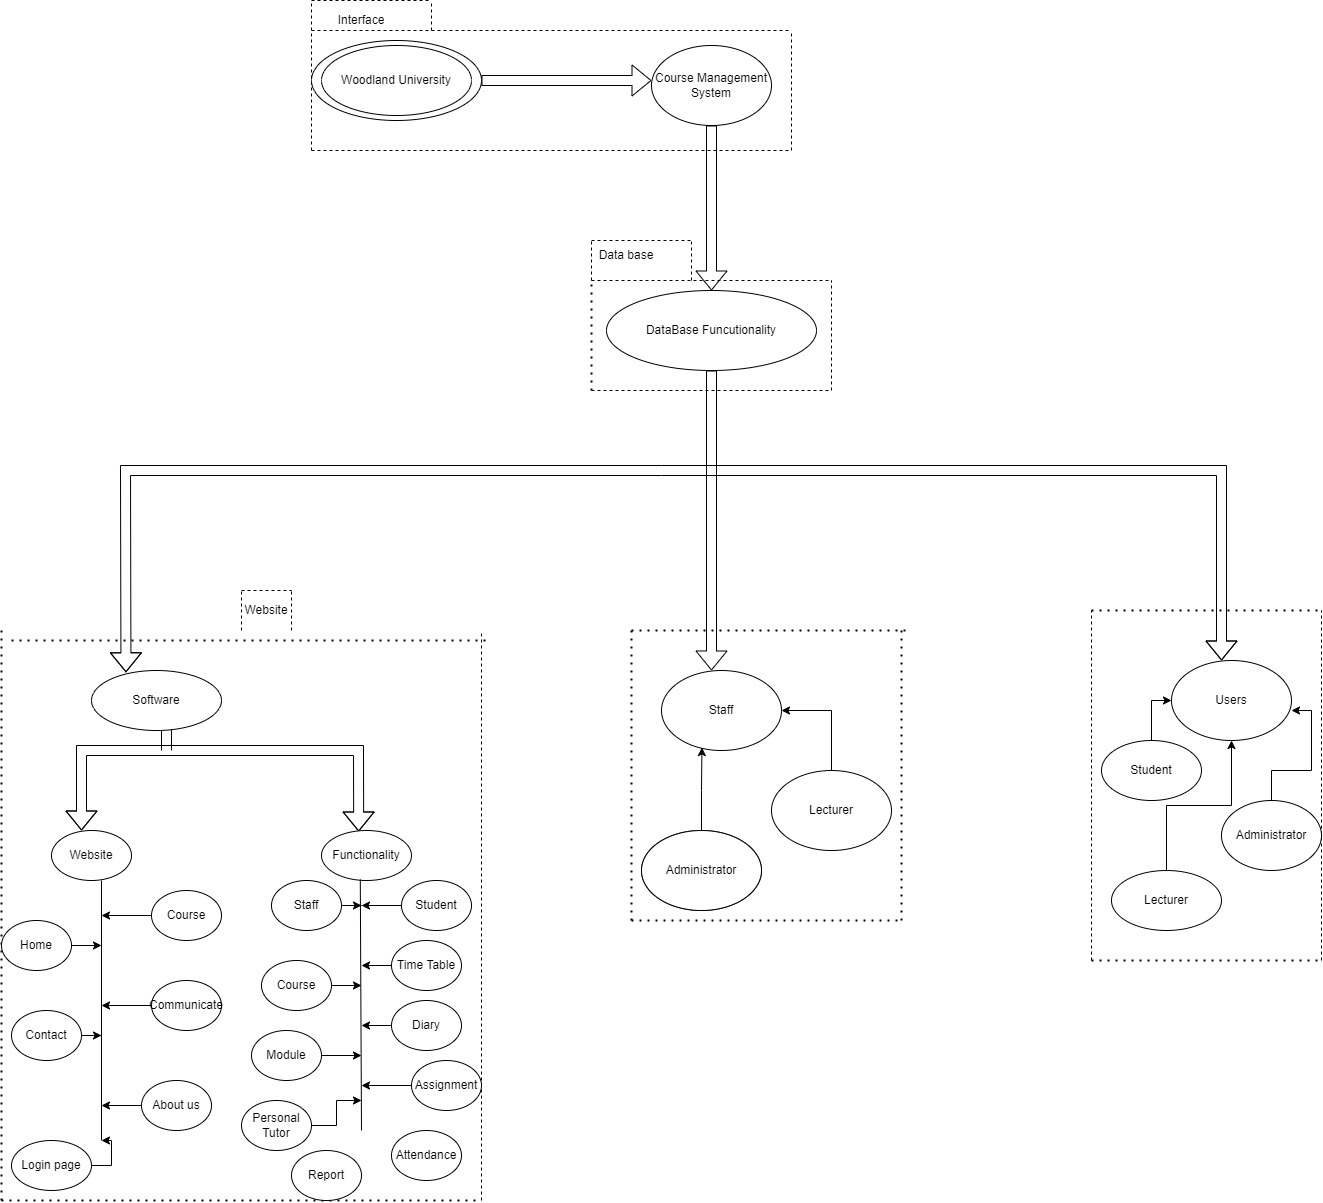 Interface
Woodland University
Course Management
System
Data base
DataBase Funcutionality
Website
Software
Staff
Users
Student
Lecturer
Administrator
Administrator
Lecturer
Website
Functionality
Course
Home
Communicate
Contact
About us
Login page
Staff
Student
Time Table
Course
Diary
Module
Assignment
Personal
Tutor
Attendance
Report